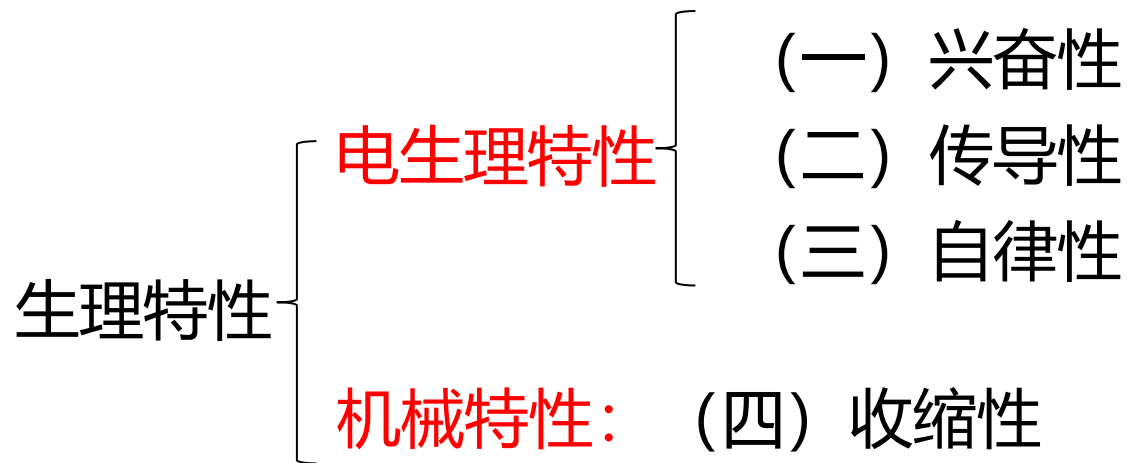 （一）兴奋性
电生理特性
（二）传导性
（三）自律性
生理特性
机械特性：（四）收缩性